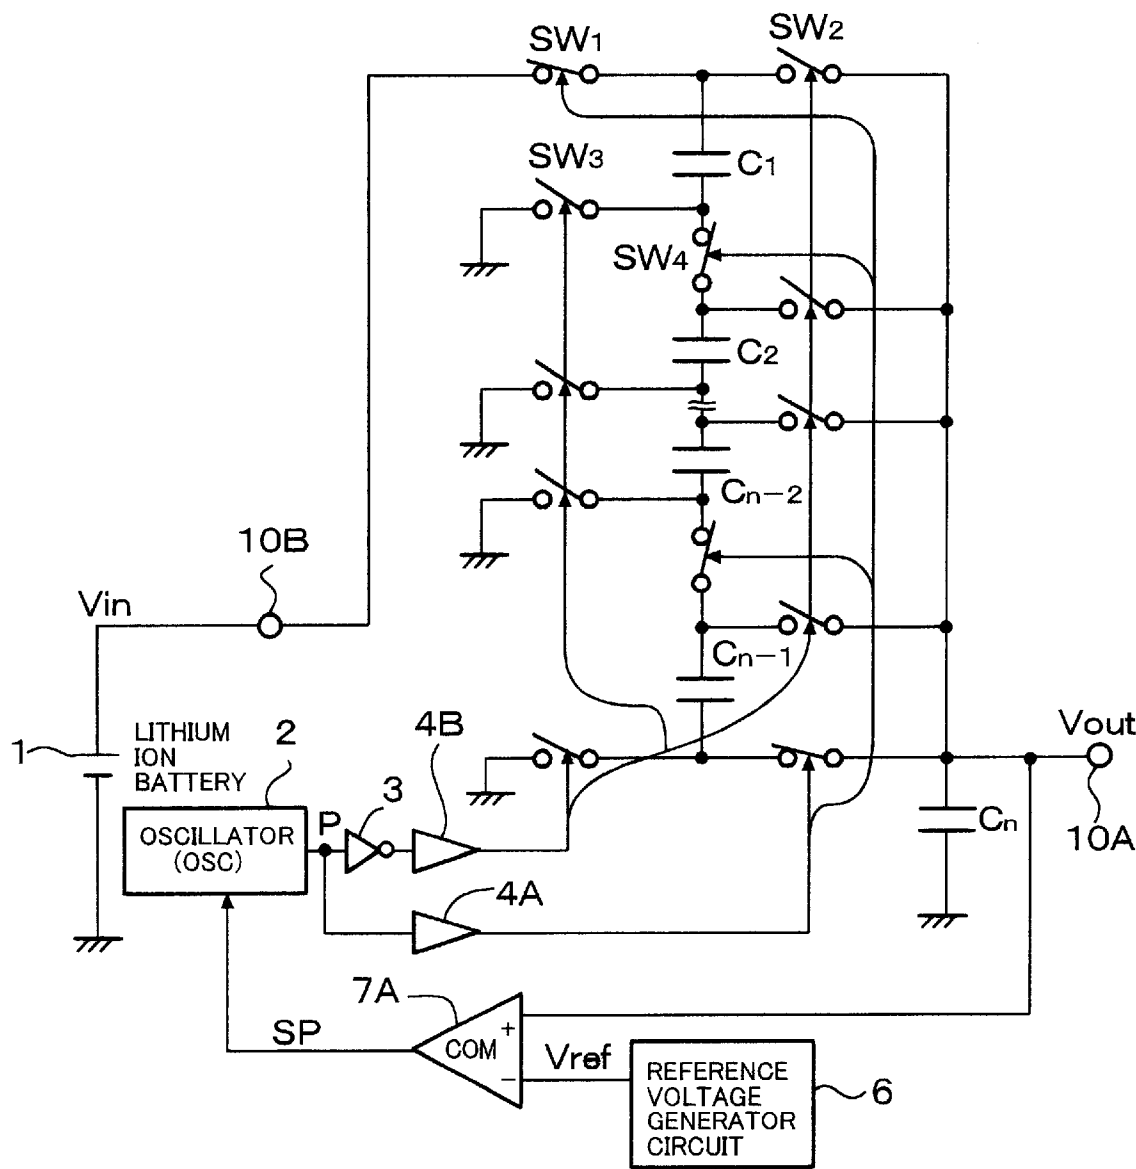 SW1
SW2
C1
SW3
SW4
C2
Cn-2
10B
Vin
Cn-1
1
LITHIUM
ION
BATTERY
2
4B
Vout
3
P
OSCILLATOR
(OSC)
Cn
10A
4A
7A
SP
COM
+
-
Vref
REFERENCE
VOLTAGE
GENERATOR
CIRCUIT
6